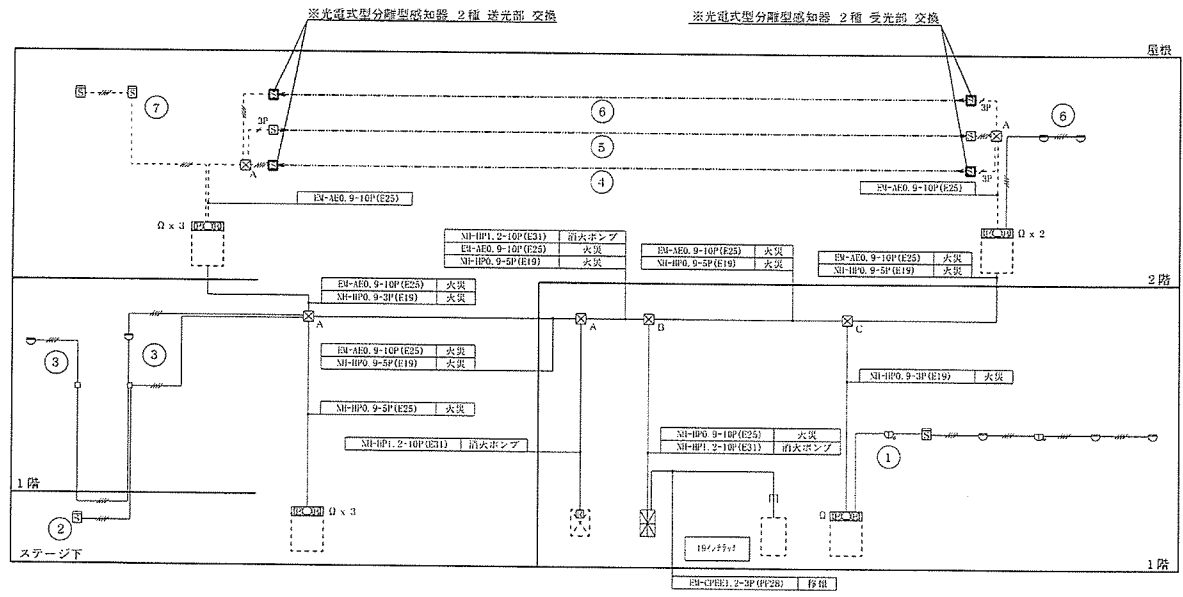 ※光電式型分離型感知器 2種 送光部 交換
※光電式型分離型感知器 2種 受光部 交換
屋根
S
S
⑦
S
⑥
S
3P
A
⑥
3P
S
⑤
S
A
S
④
S
3P
EM-AE0.9-10P(E25)
EM-AE0.9-10P(E25)
Ω x 3
Ω x 2
NH-HP1.2-10P(E31) 消火ポンプ
EM-AE0.9-10P(E25) 火災
NH-HP0.9-5P(E19) 火災
EM-AE0.9-10P(E25) 火災
NH-HP0.9-5P(E19) 火災
EM-AE0.9-10P(E25) 火災
NH-HP0.9-5P(E19) 火災
2階
EM-AE0.9-10P(E25) 火災
NH-HP0.9-3P(E19) 火災
A
A
B
C
③
③
EM-AE0.9-10P(E25) 火災
NH-HP0.9-5P(E19) 火災
NH-HP0.9-3P(E19) 火災
NH-HP0.9-5P(E25) 火災
NH-HP1.2-10P(E31) 消火ポンプ
NH-HP0.9-10P(E25) 火災
NH-HP1.2-10P(E31) 消火ポンプ
S
①
1階
S
②
Ω x 3
Ω
19インチラック
ステージ下
1階
EM-CPEE1.2-3P(PF28) 移報